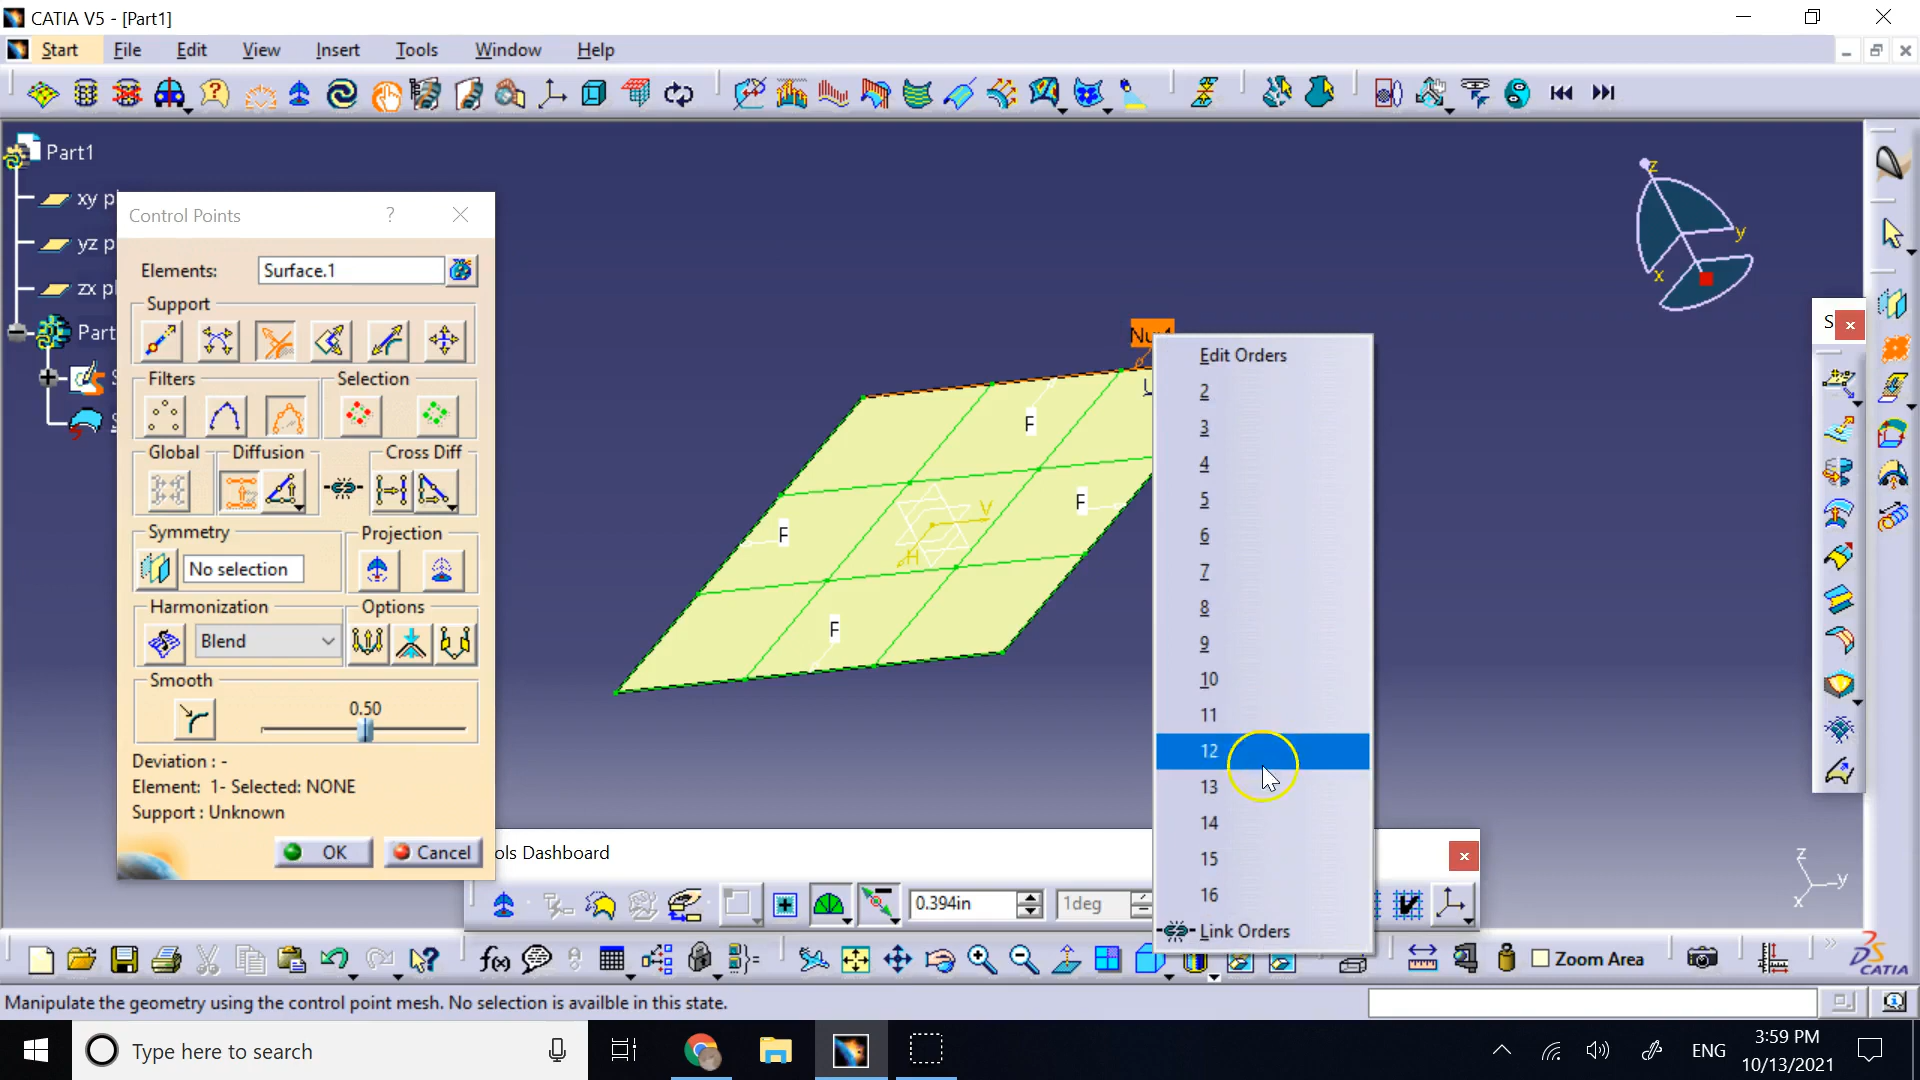 CATIA V5 - [Part1]
Start File Edit View Insert Tools Window Help
Part1
xy p
yz p
zx p
Part
Control Points ?
Elements: Surface.1
Support
Filters Selection
Global Diffusion Cross Diff
Symmetry Projection
No selection
Harmonization Options
Blend
Smooth
0.50
Deviation : -
Element: 1- Selected: NONE
Support : Unknown
OK Cancel
F
F
F
F
V
H
z
y
x
S
Edit Orders
2
3
4
5
6
7
8
9
10
11
12
13
14
15
16
Link Orders
ols Dashboard
0.394in 1deg
z
y
x
f(x)
Zoom Area
CATIA
Manipulate the geometry using the control point mesh. No selection is availble in this state.
Type here to search
ENG
3:59 PM
10/13/2021